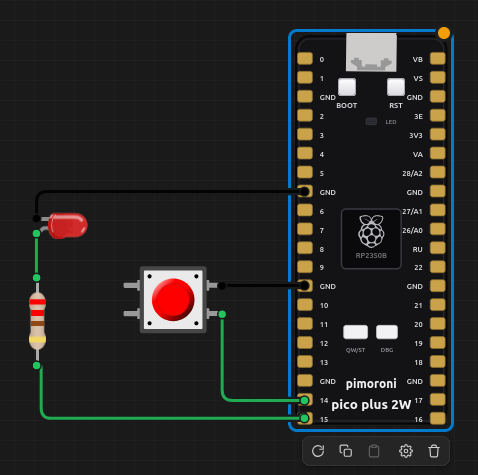 0 VB
1 VS
GND GND
BOOT RST
2 3E
LED
3 3V3
4 VA
5 28/A2
GND GND
6 27/A1
7 26/A0
8 RU
RP2350B
9 22
GND GND
10 21
11 20
12 19
QW/ST DBG
13 18
GND GND
pimoroni
14 17
pico plus 2W
15 16